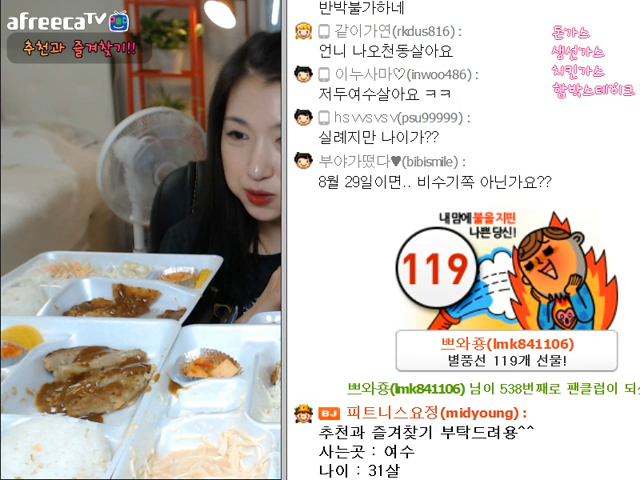 afreecaTV
추천과 즐겨찾기!!
반박불가하네
같이가연(rkdus816) :
언니 나오천동살아요
이누사마♡(inwoo486) :
저두여수살아요 ㅋㅋ
hsvvsvsv(psu99999) :
실례지만 나이가??
부야가떴다♥(bibismile) :
8월 29일이면.. 비수기쪽 아닌가요??
돈가스
생선가스
치킨가스
함박스테이크
내 맘에 불을 지핀
나쁜 당신!
119
쁘와종(lmk841106)
별풍선 119개 선물!
쁘와종(lmk841106) 님이 538번째로 팬클럽이 되
BJ 피트니스요정(midyoung) :
추천과 즐겨찾기 부탁드려용^^
사는곳 : 여수
나이 : 31살